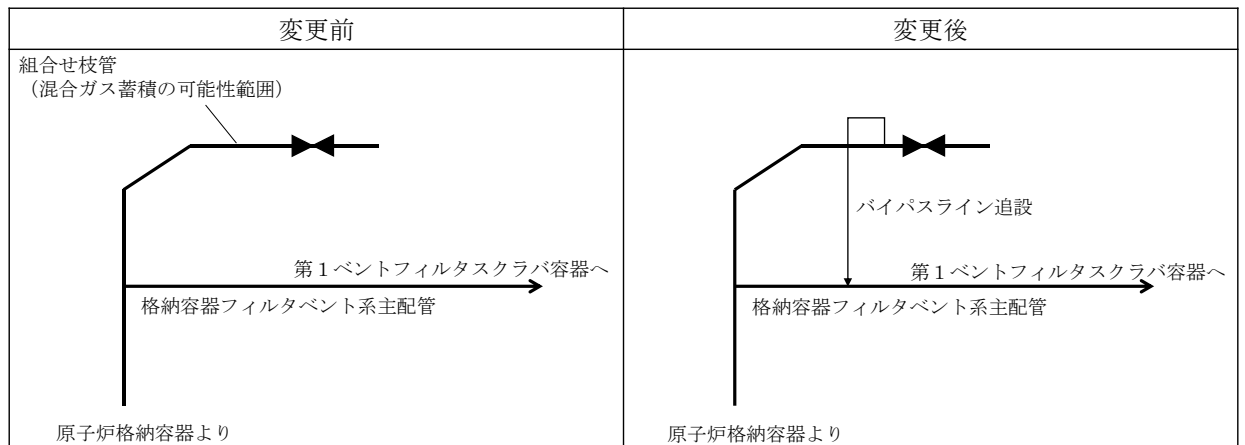 変更前
変更後
組合せ枝管
（混合ガス蓄積の可能性範囲）
第１ベントフィルタスクラバ容器へ
格納容器フィルタベント系主配管
原子炉格納容器より
バイパスライン追設
第１ベントフィルタスクラバ容器へ
格納容器フィルタベント系主配管
原子炉格納容器より